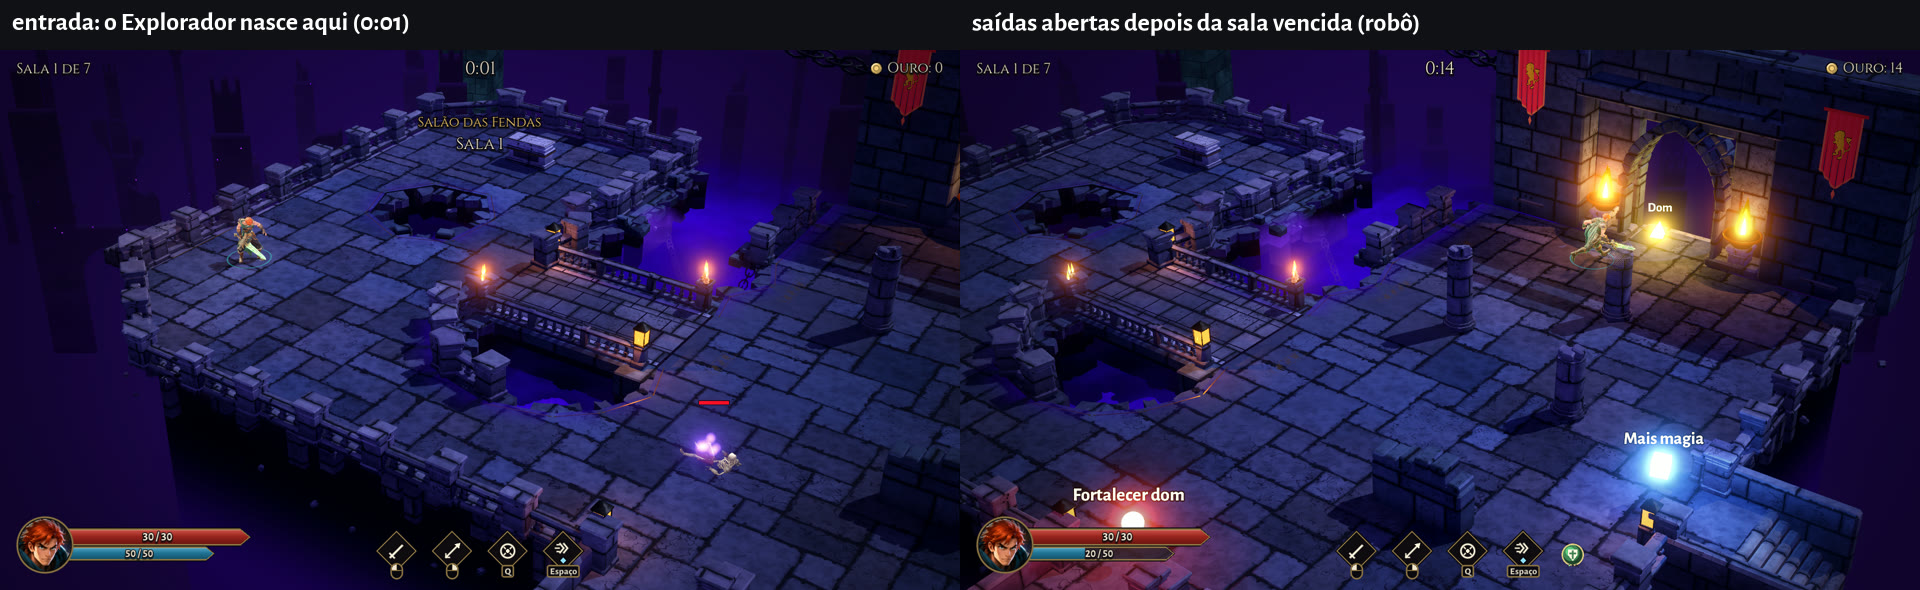 entrada: o Explorador nasce aqui (0:01)
SALA 1 DE 7
0:01
OURO: 0
SALÃO DAS FENDAS
SALA 1
30/30
50/50
Q
Espaço
saídas abertas depois da sala vencida (robô)
SALA 1 DE 7
0:14
OURO: 14
Dom
Mais magia
Fortalecer dom
30/30
20/50
Q
Espaço